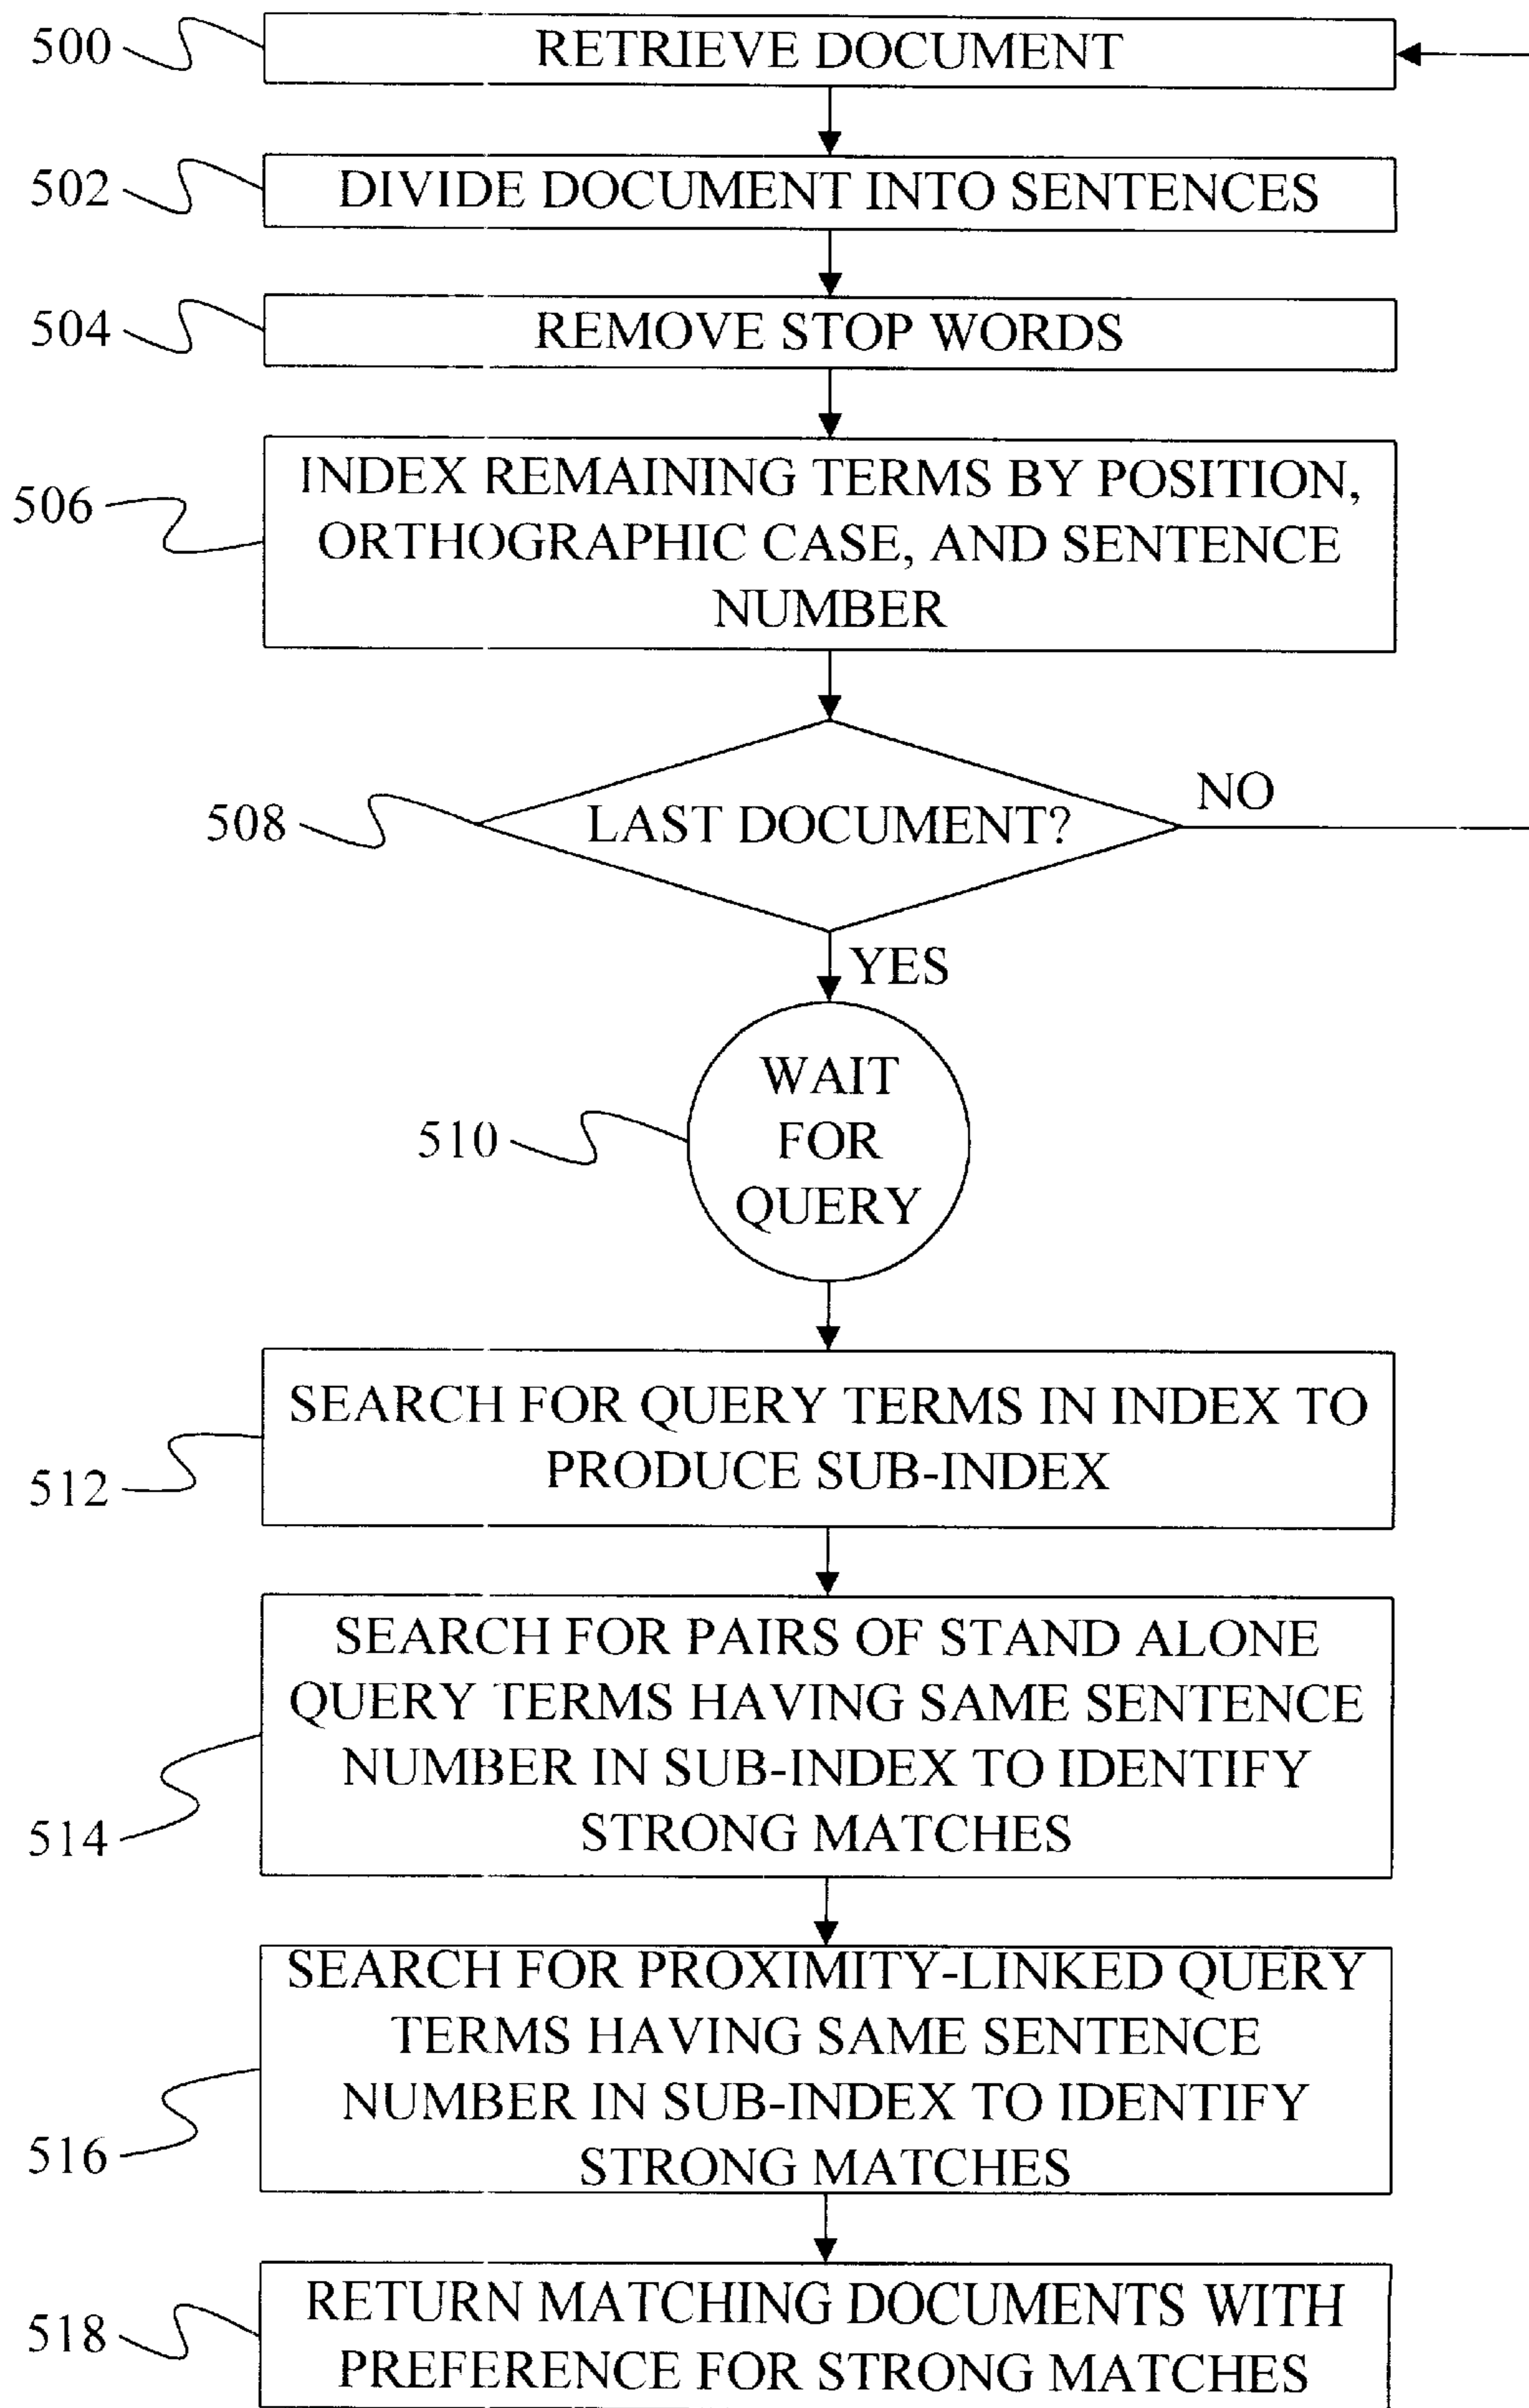 500
RETRIEVE DOCUMENT
502
DIVIDE DOCUMENT INTO SENTENCES
504
REMOVE STOP WORDS
506
INDEX REMAINING TERMS BY POSITION,
ORTHOGRAPHIC CASE, AND SENTENCE
NUMBER
508
LAST DOCUMENT?
NO
YES
510
WAIT
FOR
QUERY
512
SEARCH FOR QUERY TERMS IN INDEX TO
PRODUCE SUB-INDEX
514
SEARCH FOR PAIRS OF STAND ALONE
QUERY TERMS HAVING SAME SENTENCE
NUMBER IN SUB-INDEX TO IDENTIFY
STRONG MATCHES
516
SEARCH FOR PROXIMITY-LINKED QUERY
TERMS HAVING SAME SENTENCE
NUMBER IN SUB-INDEX TO IDENTIFY
STRONG MATCHES
518
RETURN MATCHING DOCUMENTS WITH
PREFERENCE FOR STRONG MATCHES